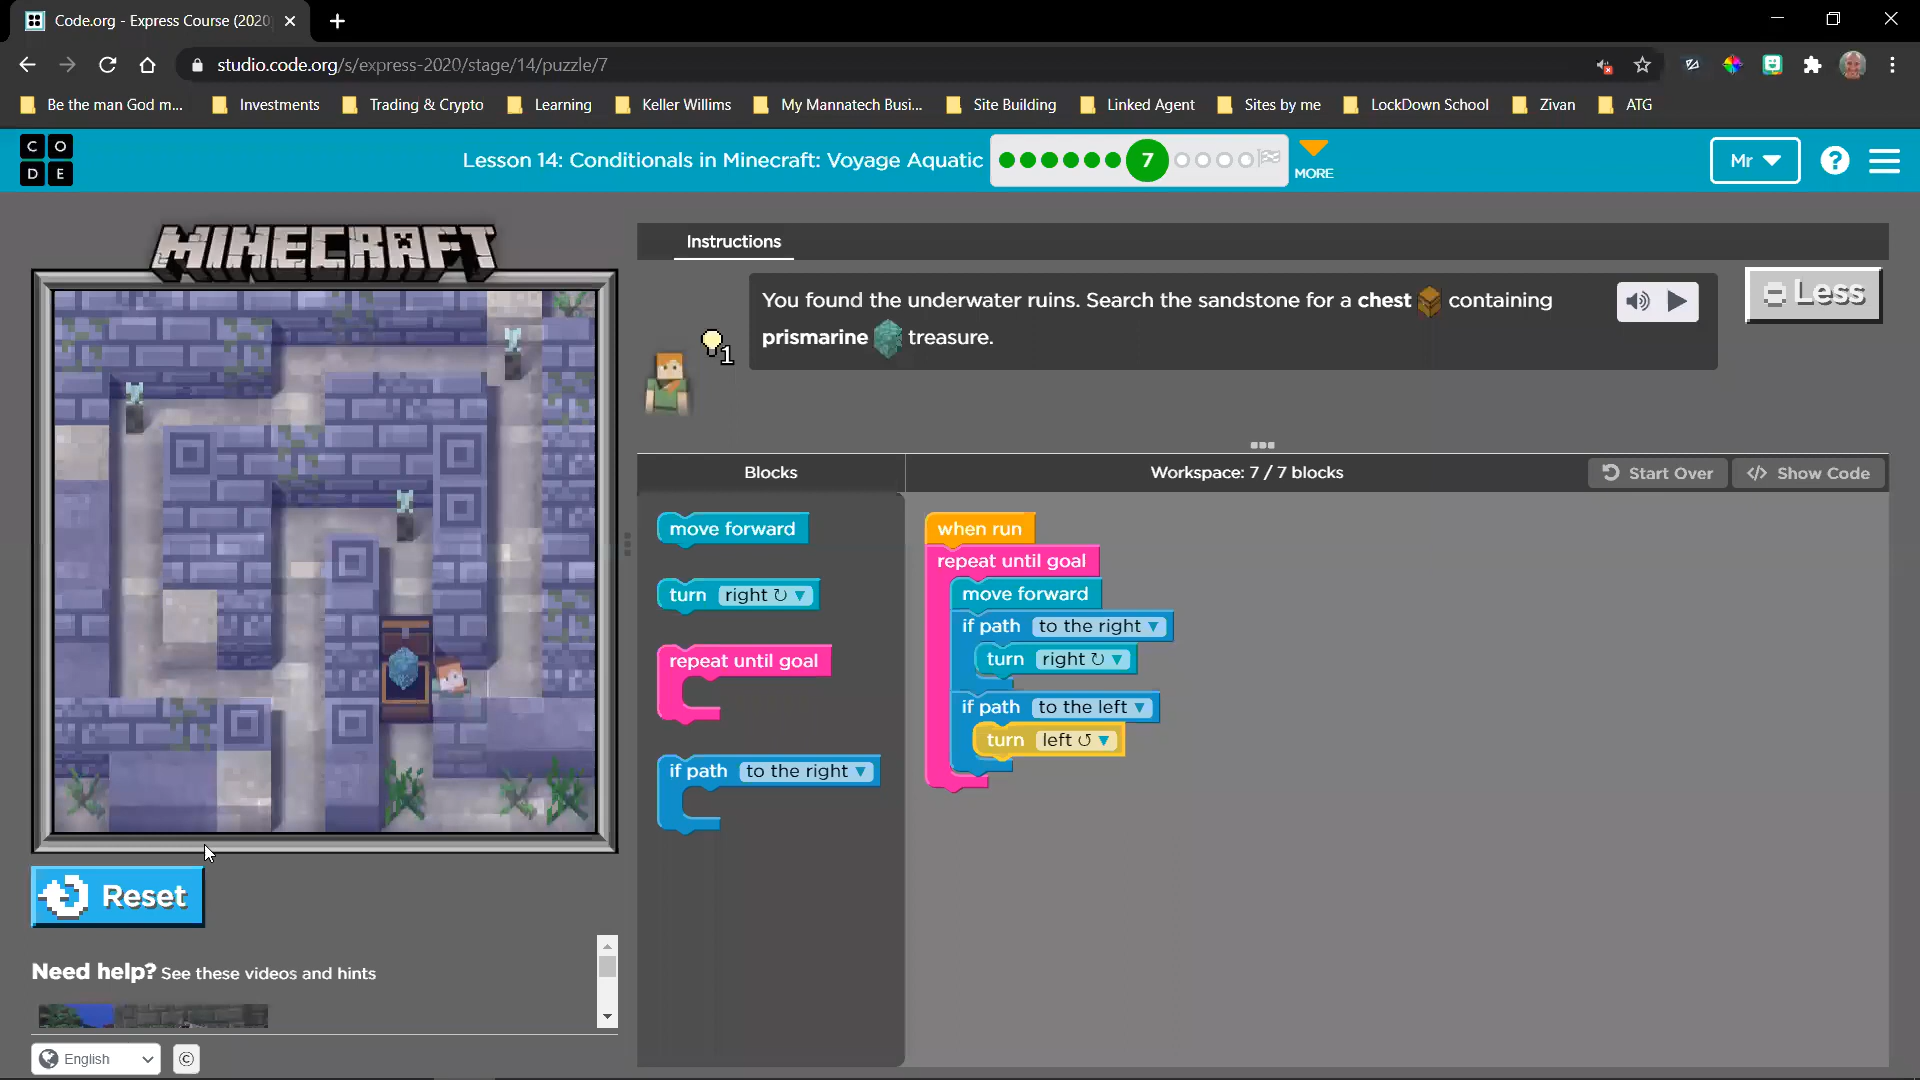 Code.org - Express Course (2020)
studio.code.org/s/express-2020/stage/14/puzzle/7
Be the man God m...
Investments
Trading & Crypto
Learning
Keller Willims
My Mannatech Busi...
Site Building
Linked Agent
Sites by me
LockDown School
Zivan
ATG
C O
D E
Lesson 14: Conditionals in Minecraft: Voyage Aquatic
7
MORE
Mr
?
MINECRAFT
Instructions
You found the underwater ruins. Search the sandstone for a chest containing
prismarine treasure.
1
Less
Blocks
Workspace: 7 / 7 blocks
Start Over
Show Code
move forward
turn right ↻ ▼
repeat until goal
if path to the right ▼
when run
repeat until goal
move forward
if path to the right ▼
turn right ↻ ▼
if path to the left ▼
turn left ↺ ▼
Reset
Need help? See these videos and hints
English
©